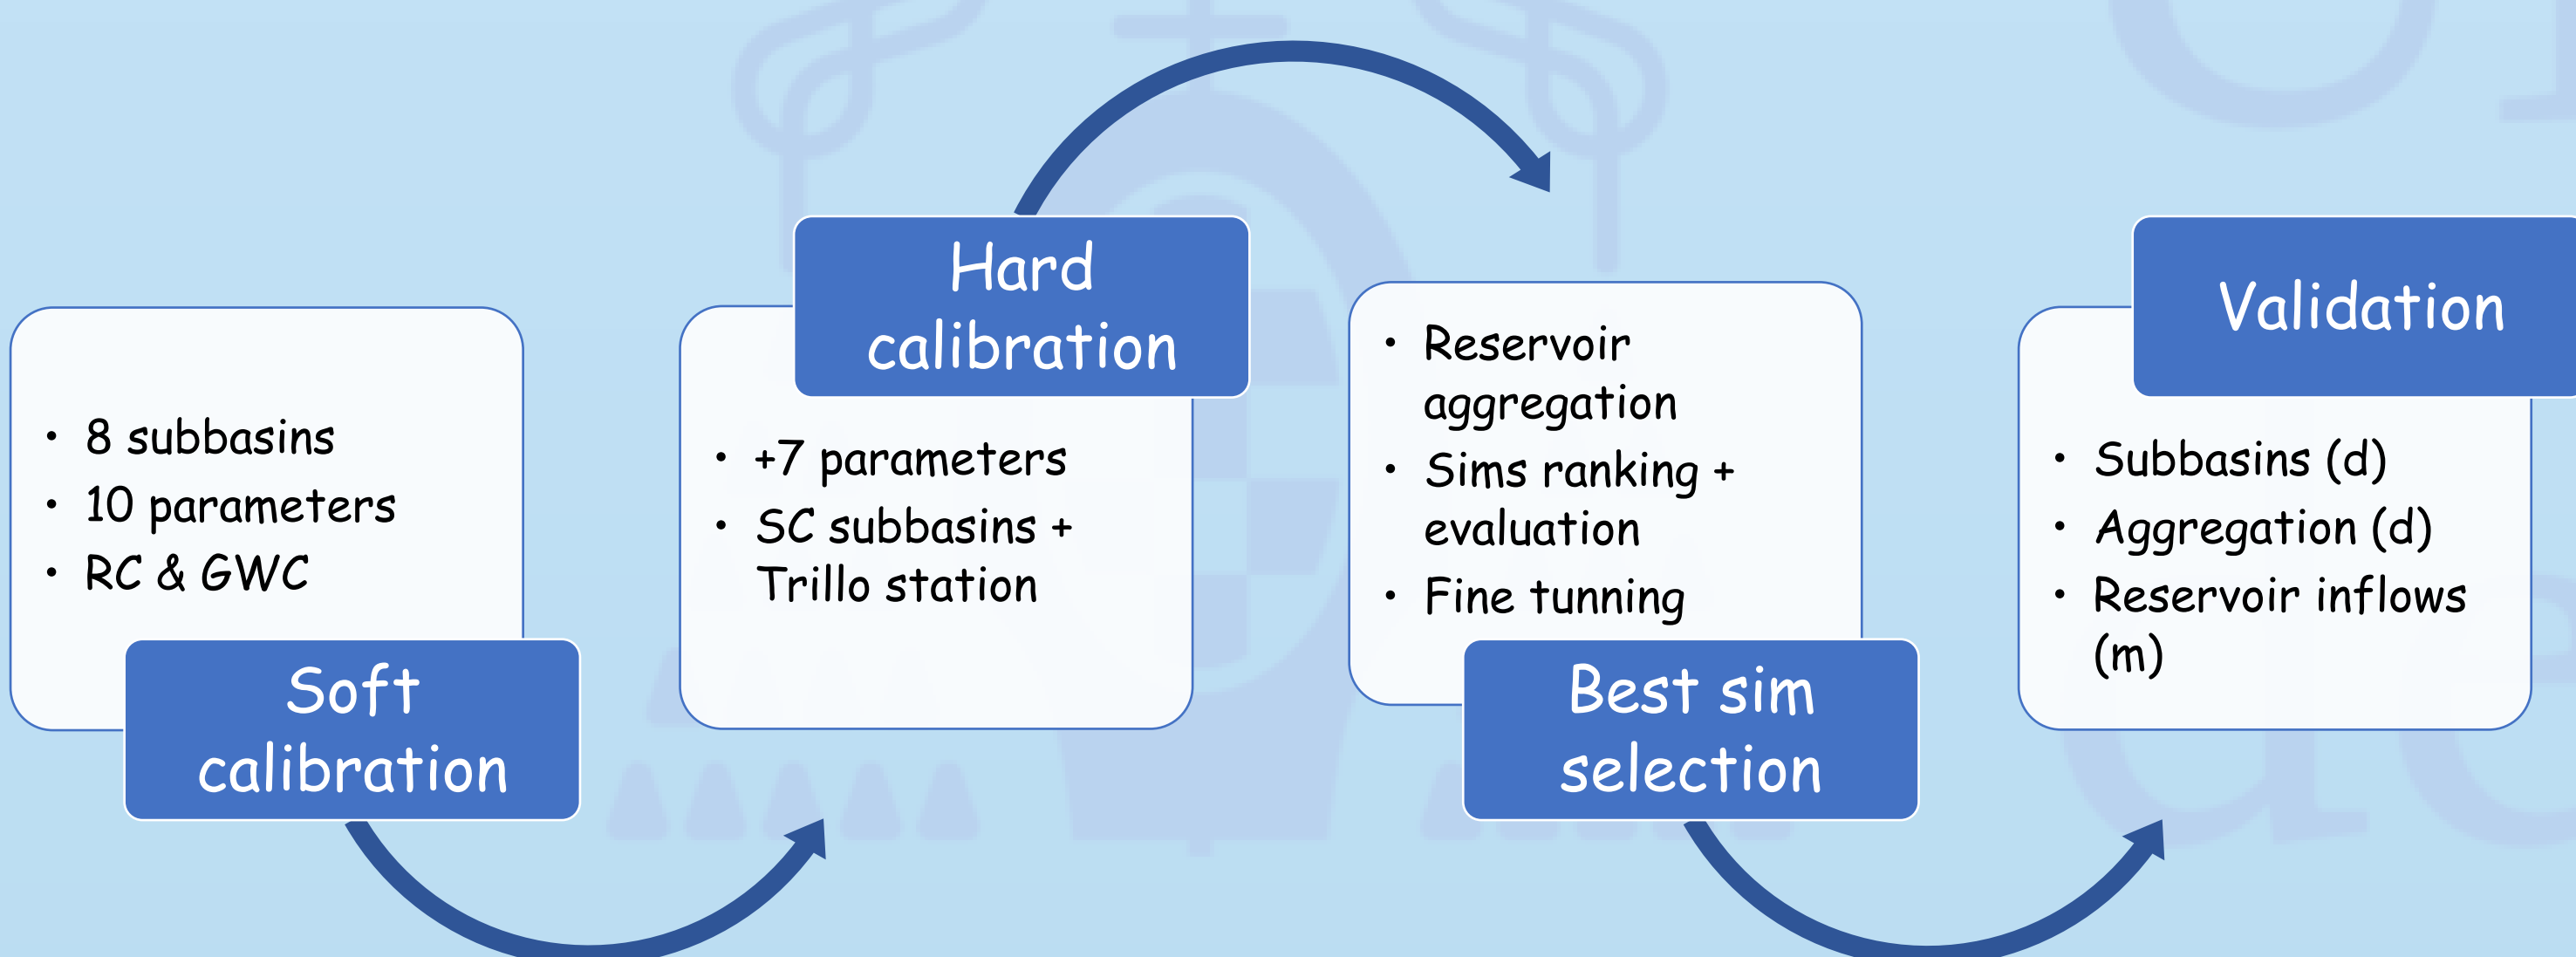 • 8 subbasins
• 10 parameters
• RC & GWC
Soft
calibration
Hard
calibration
• +7 parameters
• SC subbasins +
Trillo station
• Reservoir
aggregation
• Sims ranking +
evaluation
• Fine tunning
Best sim
selection
Validation
• Subbasins (d)
• Aggregation (d)
• Reservoir inflows
(m)